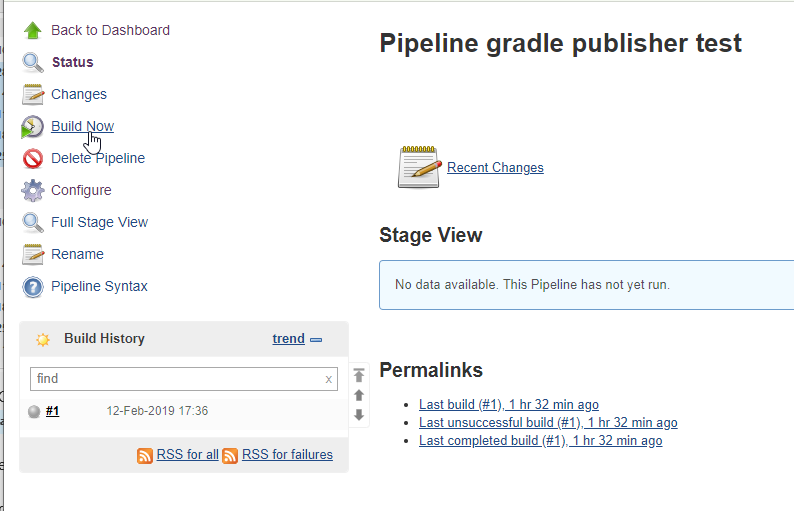 Back to Dashboard
Status
Changes
Build Now
Delete Pipeline
Configure
Full Stage View
Rename
Pipeline Syntax
Build History trend
find x
#1 12-Feb-2019 17:36
RSS for all RSS for failures
Pipeline gradle publisher test
Recent Changes
Stage View
No data available. This Pipeline has not yet run.
Permalinks
Last build (#1), 1 hr 32 min ago
Last unsuccessful build (#1), 1 hr 32 min ago
Last completed build (#1), 1 hr 32 min ago